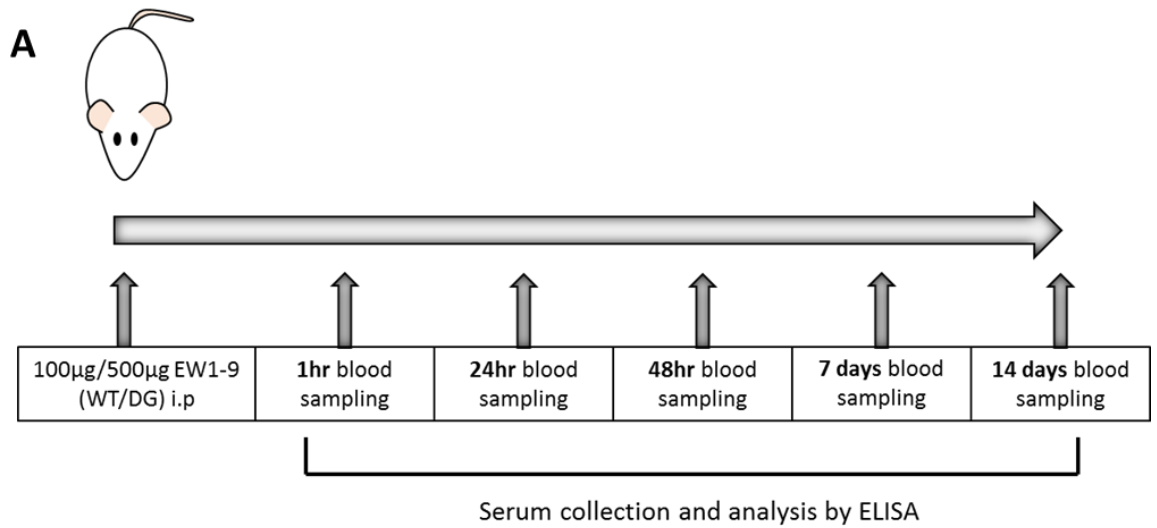 A
100µg/500µg EW1-9
(WT/DG) i.p
1hr blood
sampling
24hr blood
sampling
48hr blood
sampling
7 days blood
sampling
14 days blood
sampling
Serum collection and analysis by ELISA